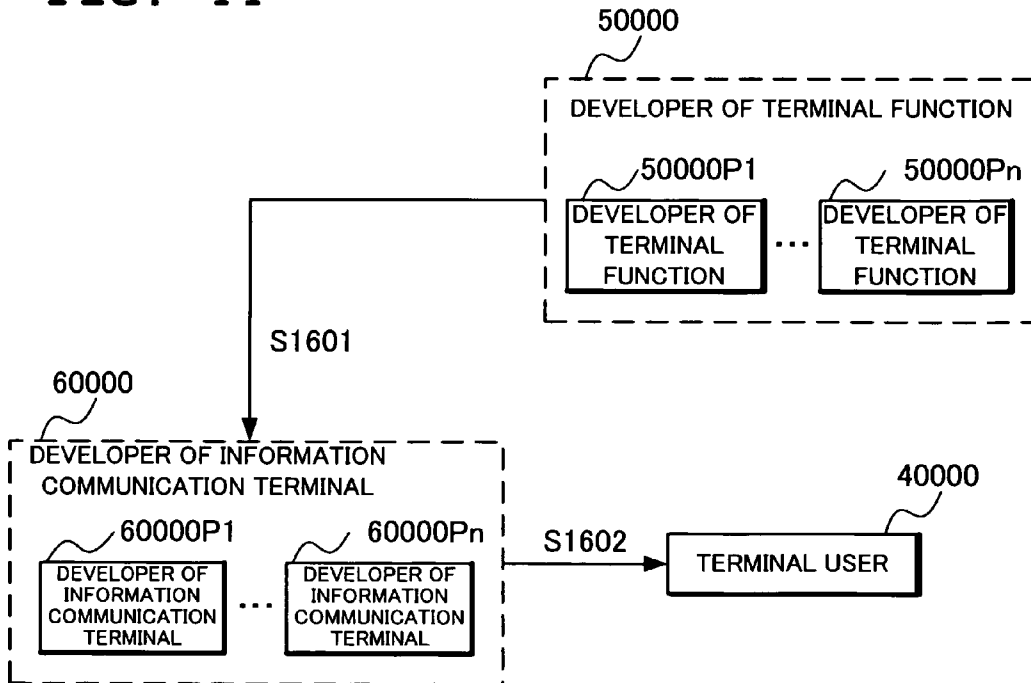 50000
DEVELOPER OF TERMINAL FUNCTION
50000P1
50000Pn
DEVELOPER OF
TERMINAL
FUNCTION
...
DEVELOPER OF
TERMINAL
FUNCTION
S1601
60000
DEVELOPER OF INFORMATION
COMMUNICATION TERMINAL
60000P1
60000Pn
DEVELOPER OF
INFORMATION
COMMUNICATION
TERMINAL
...
DEVELOPER OF
INFORMATION
COMMUNICATION
TERMINAL
S1602
40000
TERMINAL USER